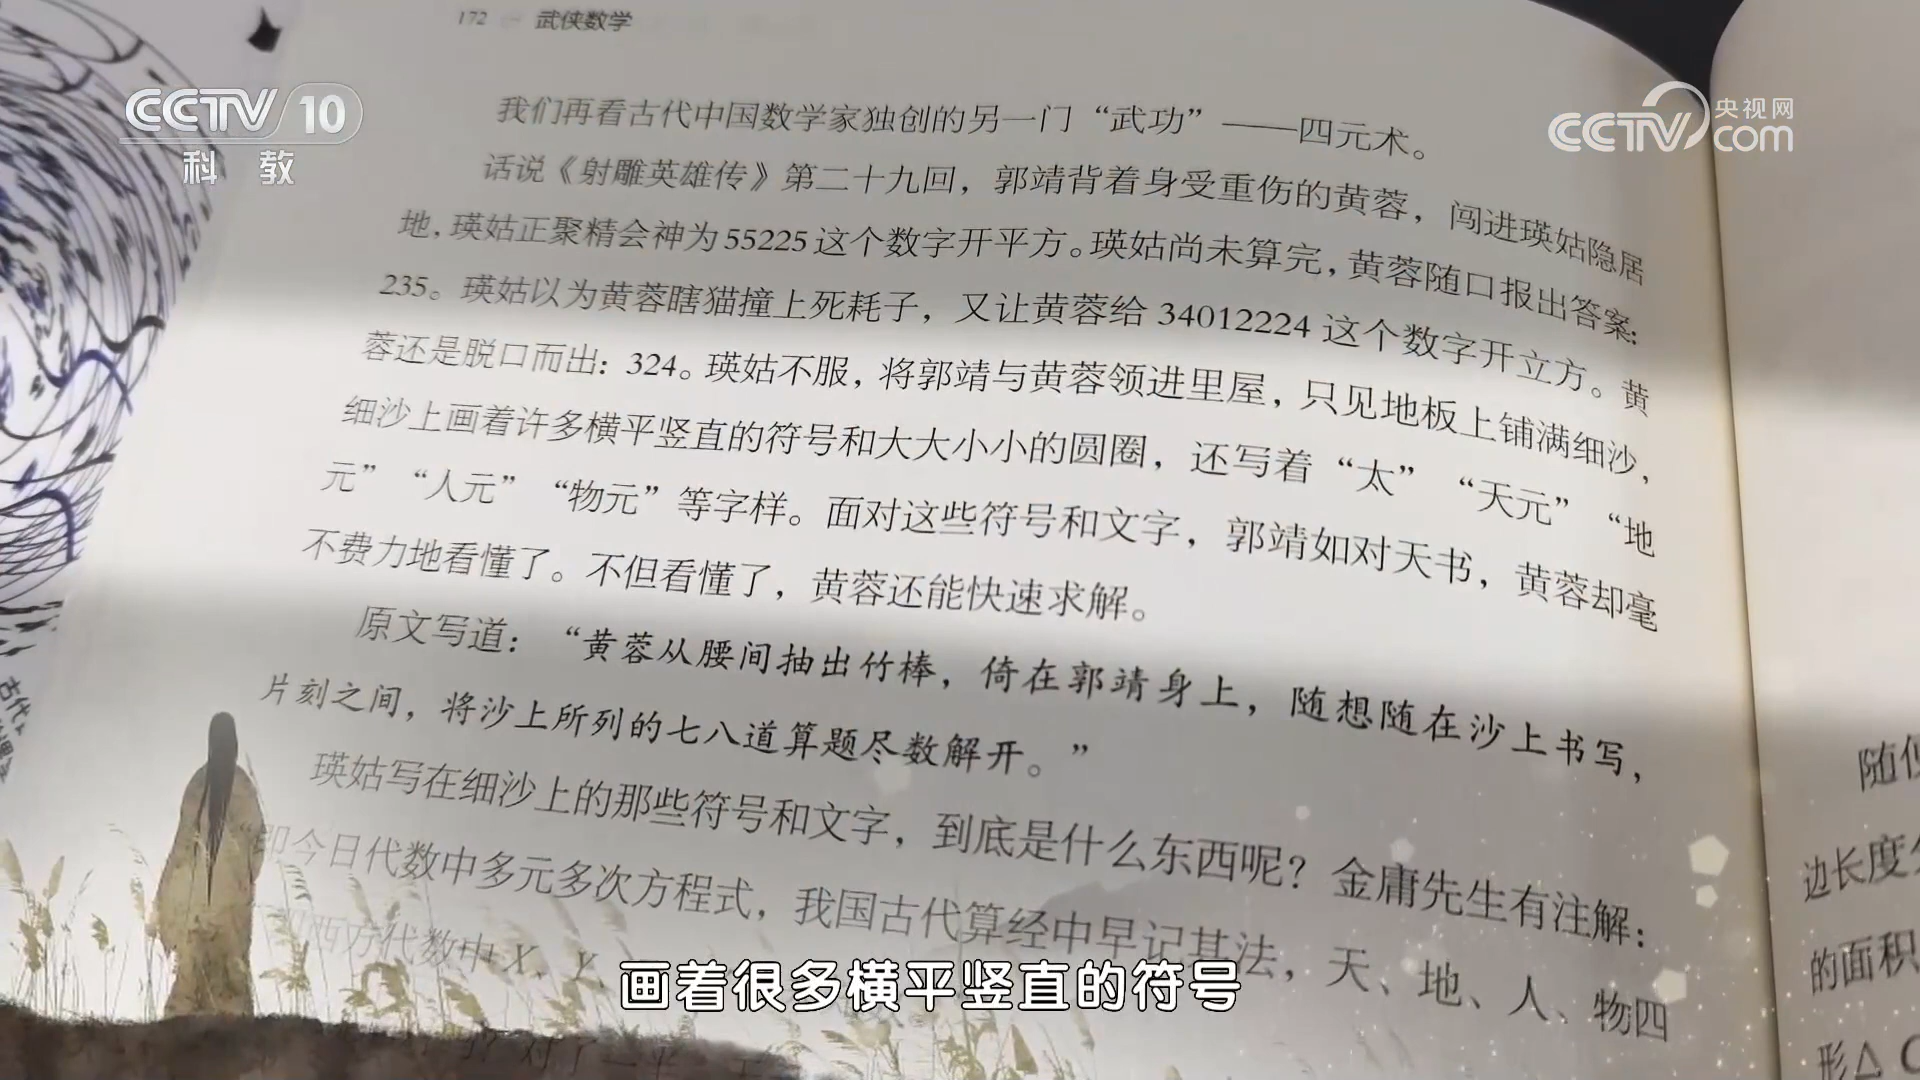 172 武侠数学
CCTV 10
科教
央视网
CCTV.com
我们再看古代中国数学家独创的另一门“武功”——四元术。
话说《射雕英雄传》第二十九回，郭靖背着身受重伤的黄蓉，闯进瑛姑隐居
地，瑛姑正聚精会神为55225这个数字开平方。瑛姑尚未算完，黄蓉随口报出答案：
235。瑛姑以为黄蓉瞎猫撞上死耗子，又让黄蓉给34012224这个数字开立方。黄
蓉还是脱口而出：324。瑛姑不服，将郭靖与黄蓉领进里屋，只见地板上铺满细沙，
细沙上画着许多横平竖直的符号和大大小小的圆圈，还写着“太”“天元”“地
元”“人元”“物元”等字样。面对这些符号和文字，郭靖如对天书，黄蓉却毫
不费力地看懂了。不但看懂了，黄蓉还能快速求解。
原文写道：“黄蓉从腰间抽出竹棒，倚在郭靖身上，随想随在沙上书写，
片刻之间，将沙上所列的七八道算题尽数解开。”
瑛姑写在细沙上的那些符号和文字，到底是什么东西呢？金庸先生有注解：
“即今日代数中多元多次方程式，我国古代算经中早记其法，天、地、人、物四
西方代数中X、Y
画着很多横平竖直的符号
随便
边长度
的面积
形△
古代